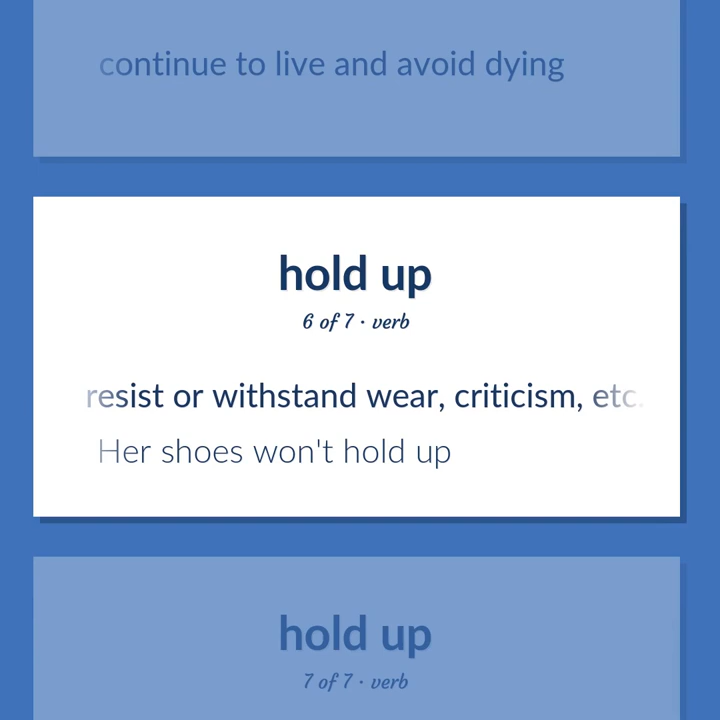 continue to live and avoid dying
hold up
6 of 7 · verb
resist or withstand wear, criticism, etc.
Her shoes won't hold up
hold up
7 of 7 · verb